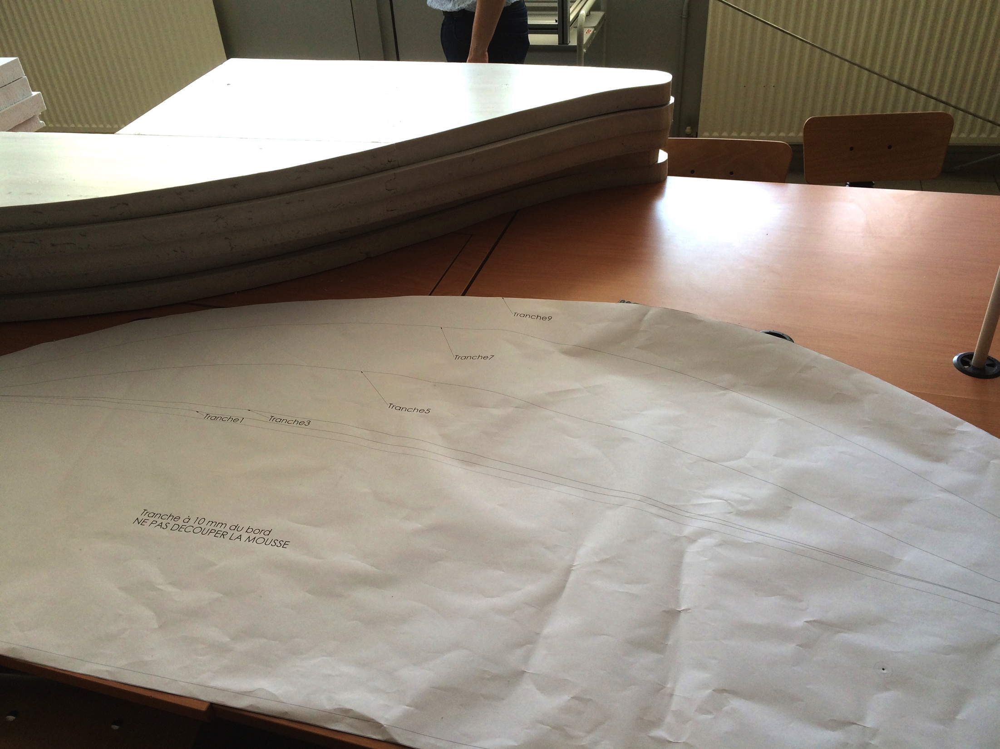 Tranche9
Tranche7
Tranche5
Tranche1
Tranche3
Tranche à 10 mm du bord
NE PAS DECOUPER LA MOUSSE